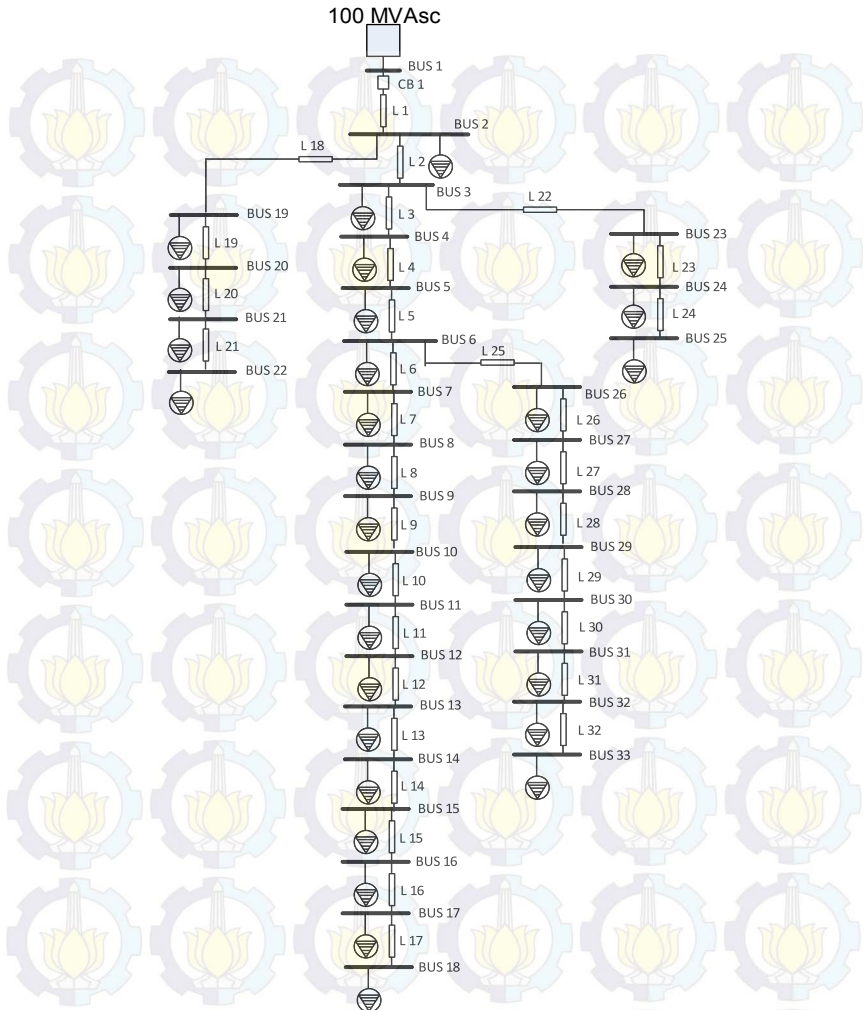 100 MVAsc
BUS 1
CB 1
L 1
BUS 2
L 18
L 2
BUS 3
L 22
BUS 19
L 3
BUS 23
BUS 4
L 19
L 23
BUS 20
L 4
BUS 24
BUS 5
L 20
L 24
BUS 21
L 5
BUS 25
BUS 6
L 21
L 25
BUS 22
L 6
BUS 26
BUS 7
L 26
L 7
BUS 27
BUS 8
L 27
L 8
BUS 28
BUS 9
L 28
L 9
BUS 29
BUS 10
L 29
L 10
BUS 30
BUS 11
L 30
L 11
BUS 31
BUS 12
L 31
L 12
BUS 32
BUS 13
L 32
L 13
BUS 33
BUS 14
L 14
BUS 15
L 15
BUS 16
L 16
BUS 17
L 17
BUS 18